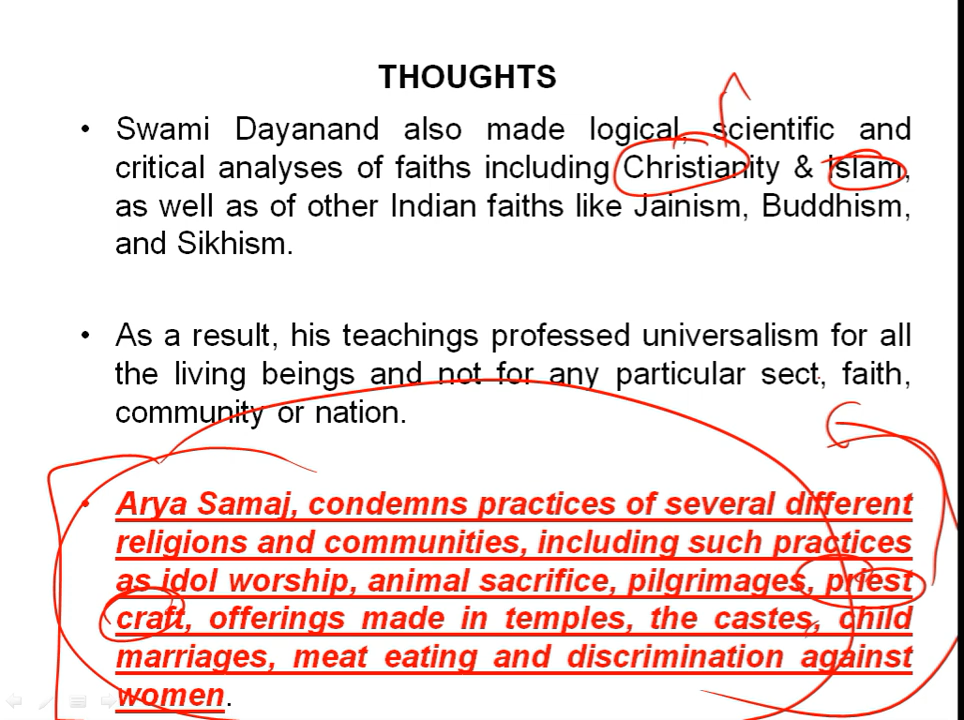 THOUGHTS
• Swami Dayanand also made logical, scientific and
critical analyses of faiths including Christianity & Islam,
as well as of other Indian faiths like Jainism, Buddhism,
and Sikhism.
• As a result, his teachings professed universalism for all
the living beings and not for any particular sect, faith,
community or nation.
• Arya Samaj, condemns practices of several different
religions and communities, including such practices
as idol worship, animal sacrifice, pilgrimages, priest
craft, offerings made in temples, the castes, child
marriages, meat eating and discrimination against
women.